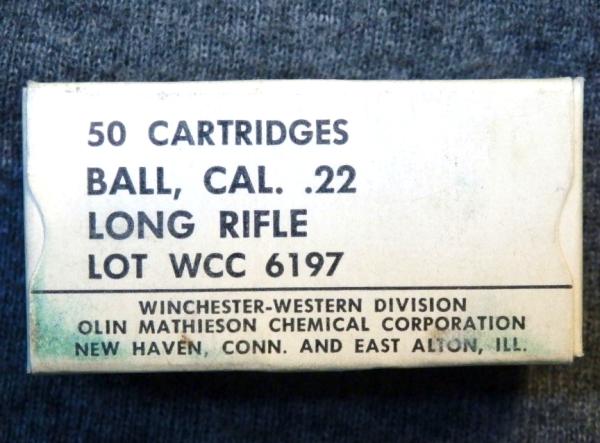 50 CARTRIDGES
BALL, CAL. .22
LONG RIFLE
LOT WCC 6197
WINCHESTER-WESTERN DIVISION
OLIN MATHIESON CHEMICAL CORPORATION
NEW HAVEN, CONN. AND EAST ALTON, ILL.